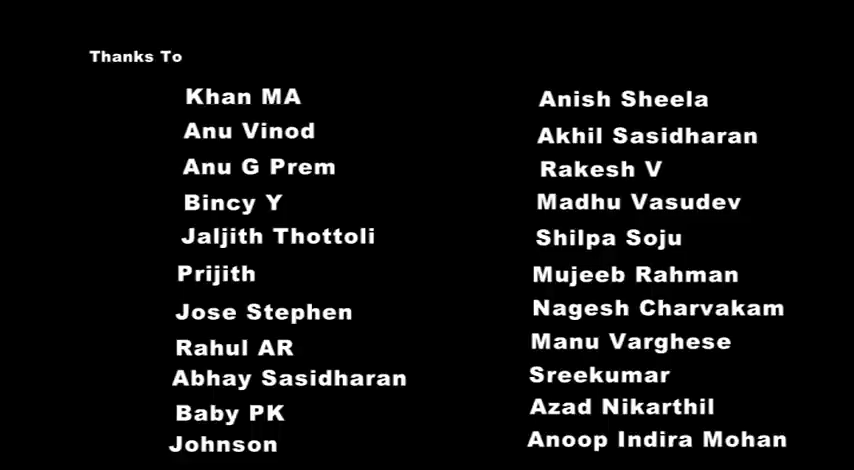 Thanks To
Khan MA
Anu Vinod
Anu G Prem
Bincy Y
Jaljith Thottoli
Prijith
Jose Stephen
Rahul AR
Abhay Sasidharan
Baby PK
Johnson
Anish Sheela
Akhil Sasidharan
Rakesh V
Madhu Vasudev
Shilpa Soju
Mujeeb Rahman
Nagesh Charvakam
Manu Varghese
Sreekumar
Azad Nikarthil
Anoop Indira Mohan